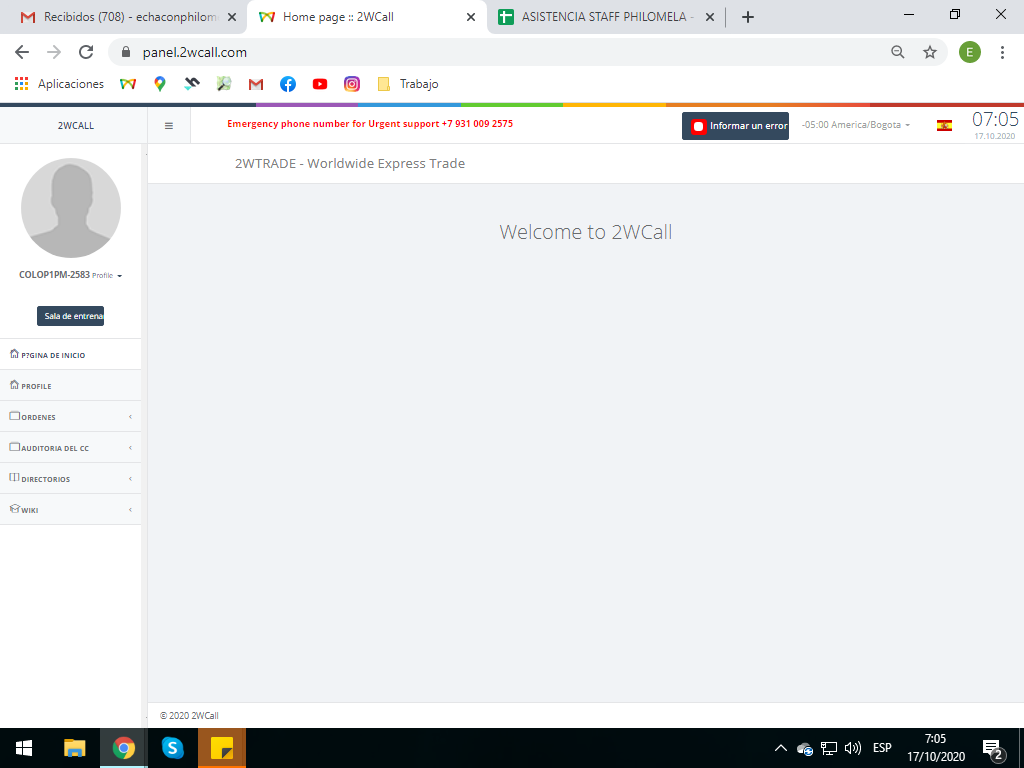 Recibidos (708) - echaconphilom
Home page :: 2WCall
ASISTENCIA STAFF PHILOMELA -
panel.2wcall.com
E
Aplicaciones
Trabajo
2WCALL
Emergency phone number for Urgent support +7 931 009 2575
Informar un error
-05:00 America/Bogota
07:05
17.10.2020
2WTRADE - Worldwide Express Trade
Welcome to 2WCall
COLOP1PM-2583 Profile
Sala de entrena
P?GINA DE INICIO
PROFILE
ORDENES
AUDITORIA DEL CC
DIRECTORIOS
WIKI
© 2020 2WCall
ESP
7:05
17/10/2020
2